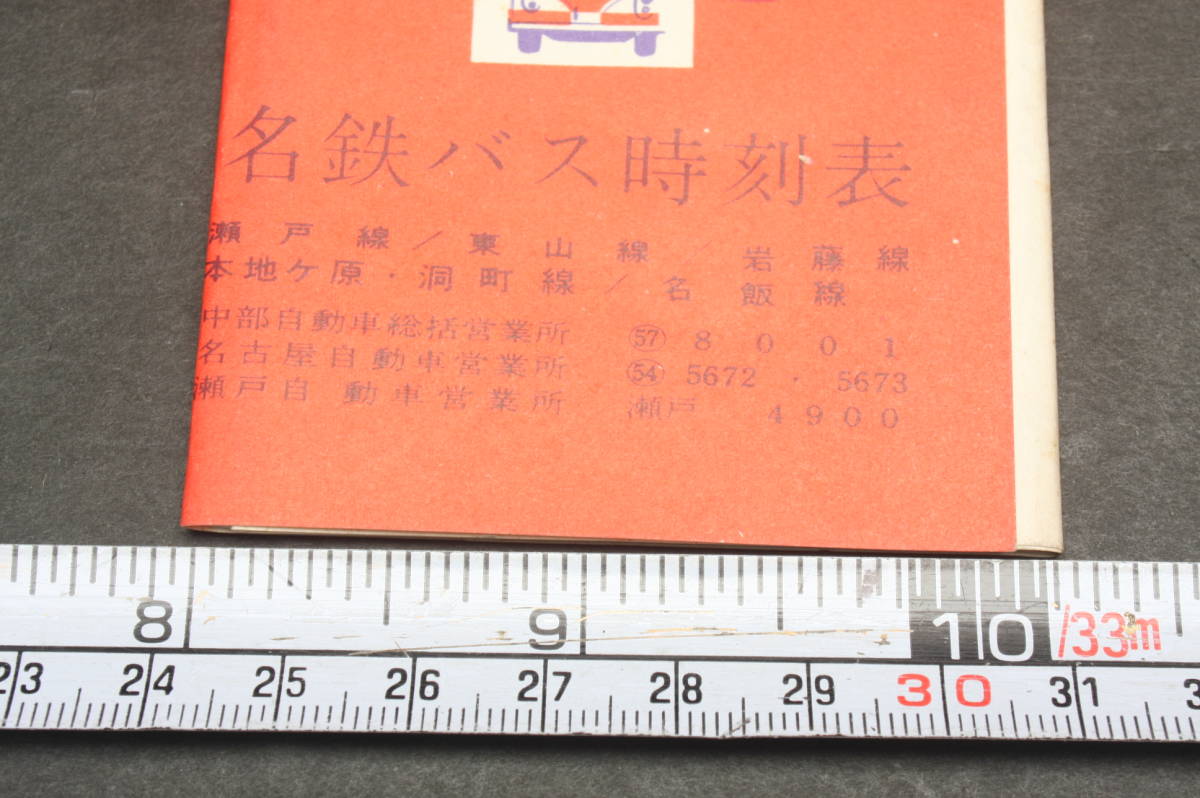 名鉄バス時刻表
瀬戸線/東山線/岩藤線
本地ケ原・洞町線/名飯線
中部自動車総括営業所 ㊼8001
名古屋自動車営業所 54 5672・5673
瀬戸自動車営業所 瀬戸 4900
8 9 10 /33m
23 24 25 26 27 28 29 30 31